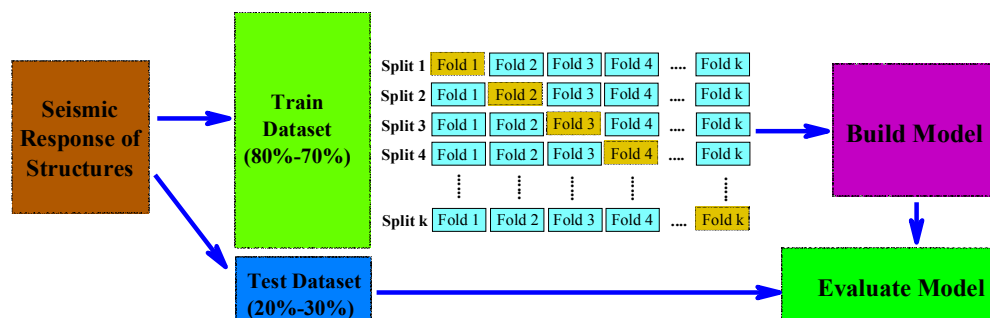 Seismic
Response of
Structures
Train
Dataset
(80%-70%)
Split 1 Fold 1 Fold 2 Fold 3 Fold 4 .... Fold k
Split 2 Fold 1 Fold 2 Fold 3 Fold 4 .... Fold k
Split 3 Fold 1 Fold 2 Fold 3 Fold 4 .... Fold k
Split 4 Fold 1 Fold 2 Fold 3 Fold 4 .... Fold k
Split k Fold 1 Fold 2 Fold 3 Fold 4 .... Fold k
Build Model
Test Dataset
(20%-30%)
Evaluate Model